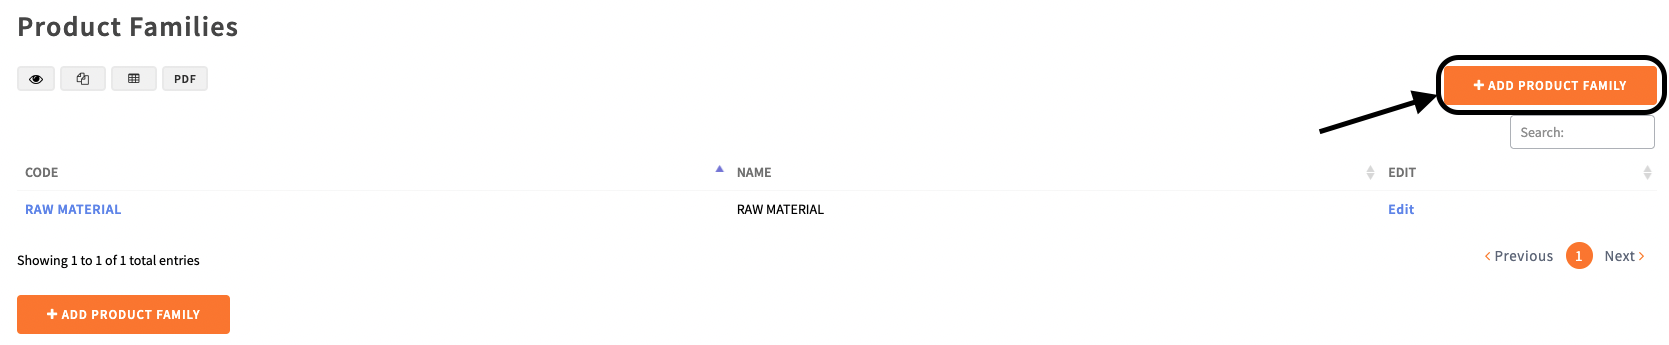 Product Families
PDF
+ ADD PRODUCT FAMILY
Search:
CODE NAME EDIT
RAW MATERIAL RAW MATERIAL Edit
Showing 1 to 1 of 1 total entries
‹ Previous 1 Next ›
+ ADD PRODUCT FAMILY